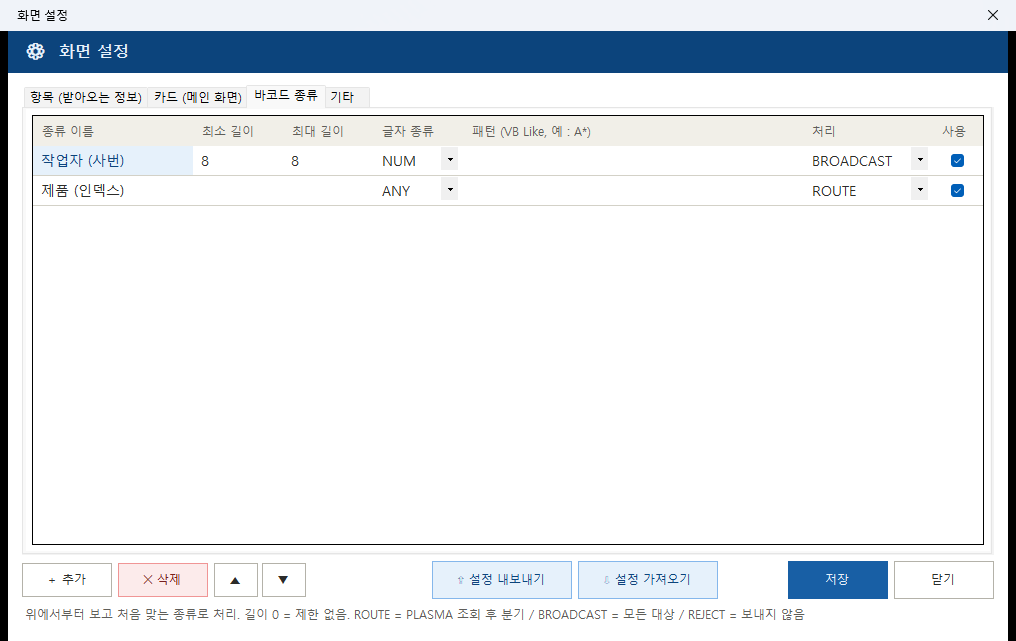 화면 설정
화면 설정
항목 (받아오는 정보) 카드 (메인 화면) 바코드 종류 기타
종류 이름 최소 길이 최대 길이 글자 종류 패턴 (VB Like, 예 : A*) 처리 사용
작업자 (사번) 8 8 NUM BROADCAST
제품 (인덱스) ANY ROUTE
+ 추가 × 삭제 ▲ ▼ ⇧ 설정 내보내기 ⇩ 설정 가져오기 저장 닫기
위에서부터 보고 처음 맞는 종류로 처리. 길이 0 = 제한 없음. ROUTE = PLASMA 조회 후 분기 / BROADCAST = 모든 대상 / REJECT = 보내지 않음